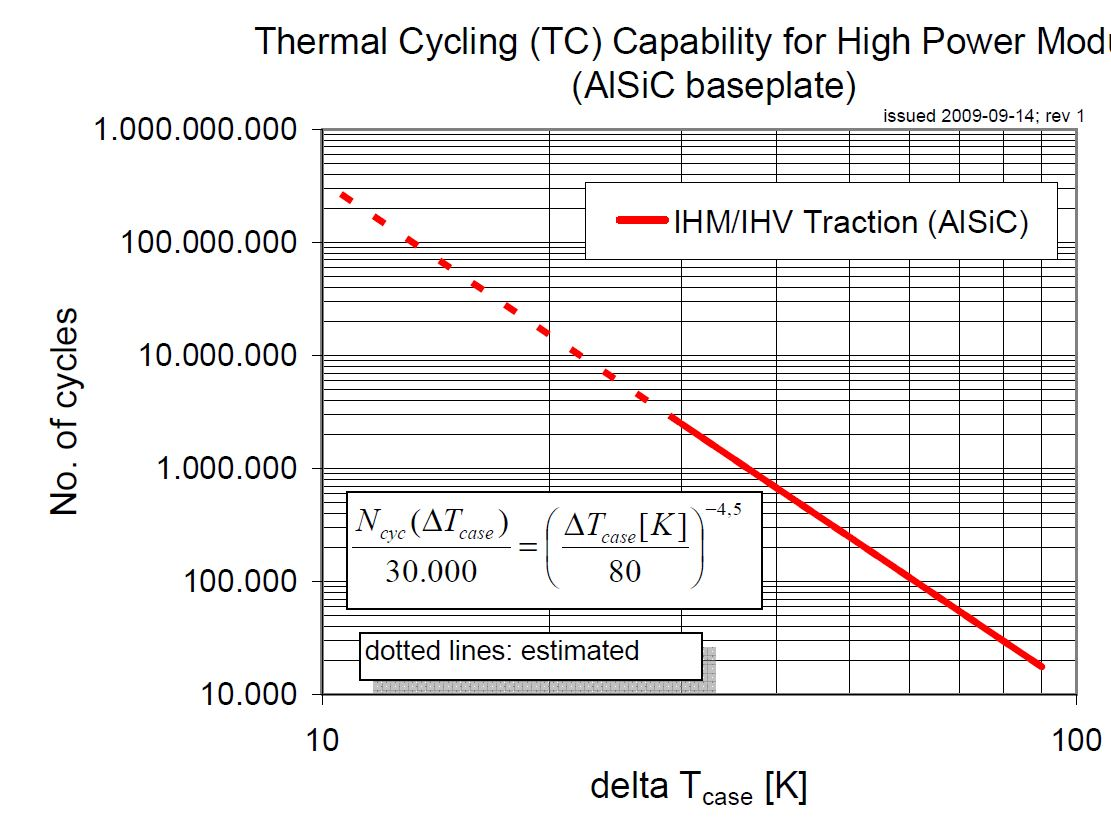 Thermal Cycling (TC) Capability for High Power Modu
(AlSiC baseplate)
issued 2009-09-14; rev 1
1.000.000.000
100.000.000
10.000.000
1.000.000
100.000
10.000
No. of cycles
IHM/IHV Traction (AlSiC)
N_cyc(ΔT_case) / 30.000 = (ΔT_case[K] / 80)^−4,5
dotted lines: estimated
10
100
delta T_case [K]